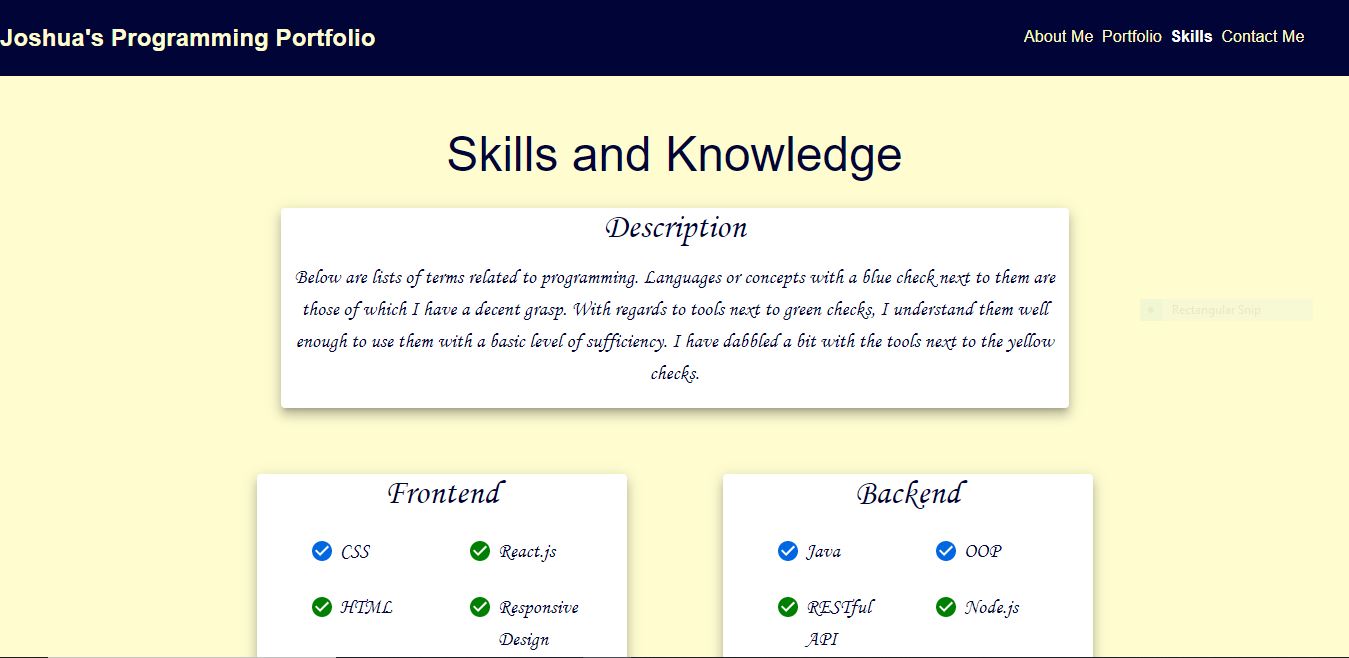 Joshua's Programming Portfolio
About Me Portfolio Skills Contact Me
Skills and Knowledge
Description
Below are lists of terms related to programming. Languages or concepts with a blue check next to them are
those of which I have a decent grasp. With regards to tools next to green checks, I understand them well
enough to use them with a basic level of sufficiency. I have dabbled a bit with the tools next to the yellow
checks.
Rectangular Snip
Frontend
CSS
React.js
HTML
Responsive
Design
Backend
Java
OOP
RESTful
API
Node.js